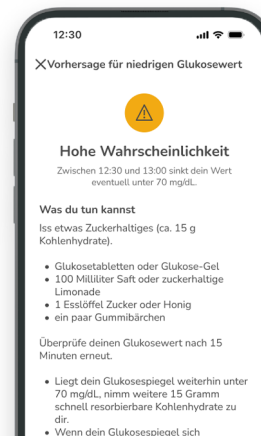 12:30
Vorhersage für niedrigen Glukosewert
Hohe Wahrscheinlichkeit
Zwischen 12:30 und 13:00 sinkt dein Wert
eventuell unter 70 mg/dL.
Was du tun kannst
Iss etwas Zuckerhaltiges (ca. 15 g
Kohlenhydrate).
• Glukosetabletten oder Glukose-Gel
• 100 Milliliter Saft oder zuckerhaltige
Limonade
• 1 Esslöffel Zucker oder Honig
• ein paar Gummibärchen
Überprüfe deinen Glukosewert nach 15
Minuten erneut.
• Liegt dein Glukosespiegel weiterhin unter
70 mg/dL, nimm weitere 15 Gramm
schnell resorbierbare Kohlenhydrate zu
dir.
• Wenn dein Glukosespiegel sich